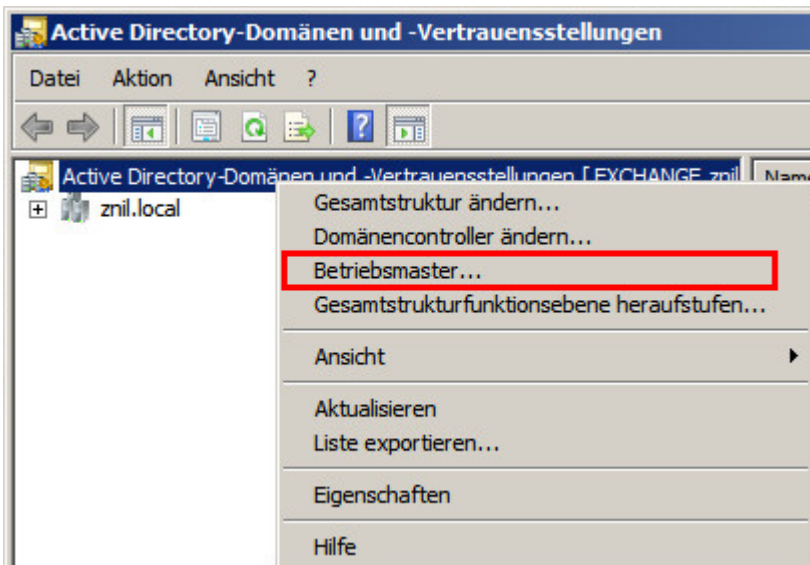 Active Directory-Domänen und -Vertrauensstellungen
Datei Aktion Ansicht ?
Active Directory-Domänen und -Vertrauensstellungen [ EXCHANGE.znil
Name
znil.local
Gesamtstruktur ändern...
Domänencontroller ändern...
Betriebsmaster...
Gesamtstrukturfunktionsebene heraufstufen...
Ansicht
Aktualisieren
Liste exportieren...
Eigenschaften
Hilfe